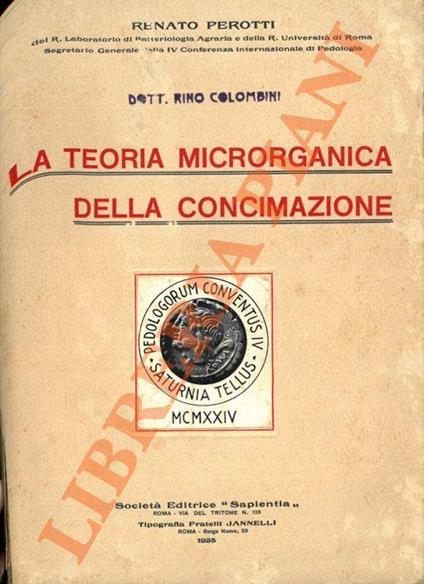 RENATO PEROTTI
del R. Laboratorio di Batteriologia Agraria e della R. Università di Roma
Segretario Generale della IV Conferenza Internazionale di Pedologia
DOTT. RINO COLOMBINI
LA TEORIA MICRORGANICA
DELLA CONCIMAZIONE
PEDOLOGORUM CONVENTUS IV
• SATURNIA TELLUS •
MCMXXIV
Società Editrice "Sapientia„
ROMA - VIA DEL TRITONE N. 125
Tipografia Fratelli JANNELLI
ROMA - Borgo Nuovo, 29
1925
LIBRERIA PIANI